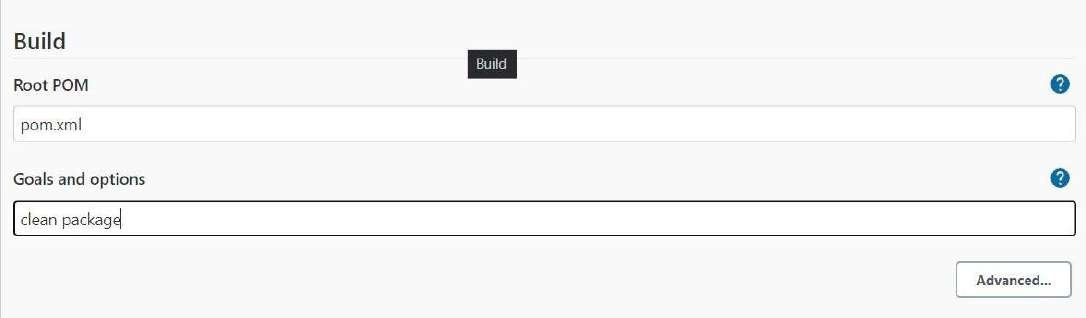 Build
Build
Root POM
?
pom.xml
Goals and options
?
clean package
Advanced...